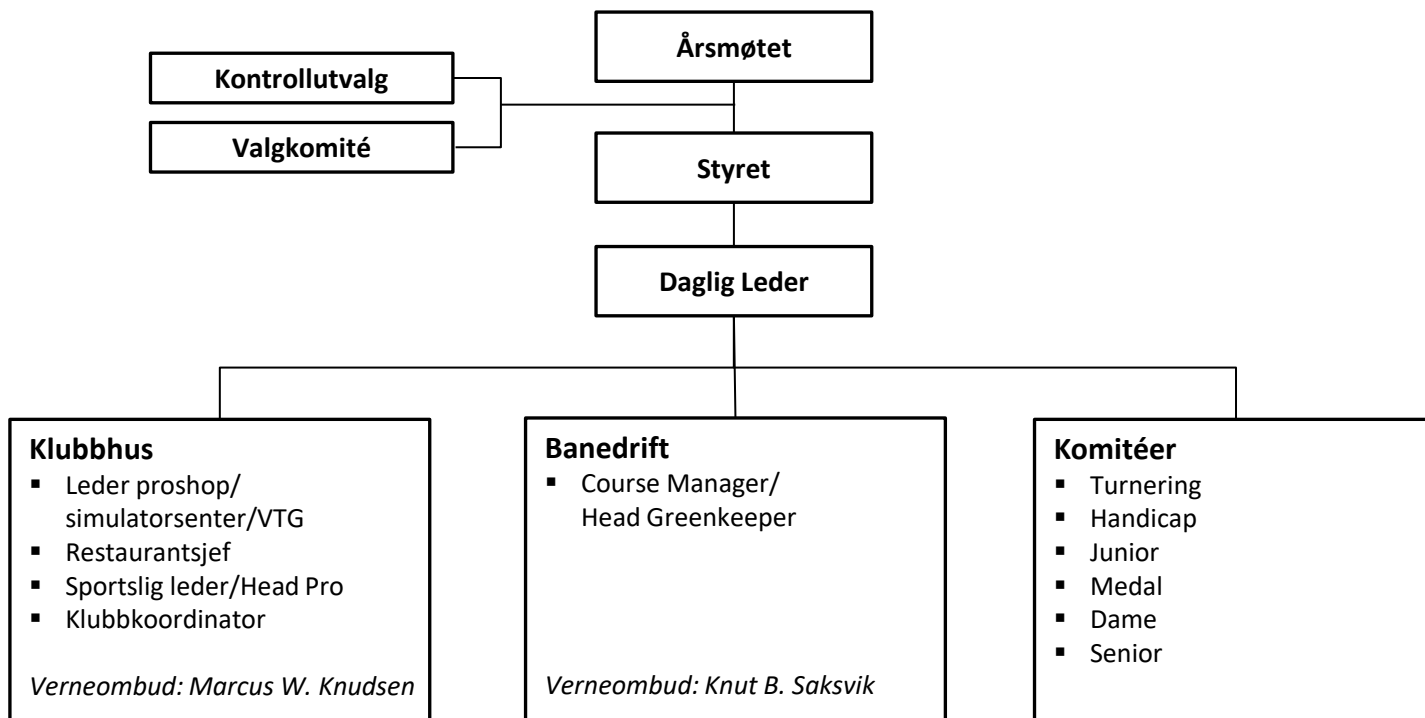 Årsmøtet
Kontrollutvalg
Valgkomité
Styret
Daglig Leder
Klubbhus
▪ Leder proshop/
simulatorsenter/VTG
▪ Restaurantsjef
▪ Sportslig leder/Head Pro
▪ Klubbkoordinator
Verneombud: Marcus W. Knudsen
Banedrift
▪ Course Manager/
Head Greenkeeper
Verneombud: Knut B. Saksvik
Komitéer
▪ Turnering
▪ Handicap
▪ Junior
▪ Medal
▪ Dame
▪ Senior